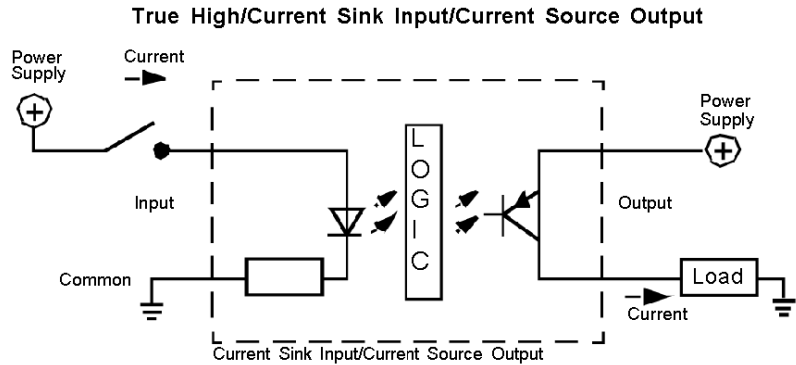 True High/Current Sink Input/Current Source Output
Power
Supply
Current
+
Input
Common
L
O
G
I
C
Power
Supply
+
Output
Load
Current
Current Sink Input/Current Source Output